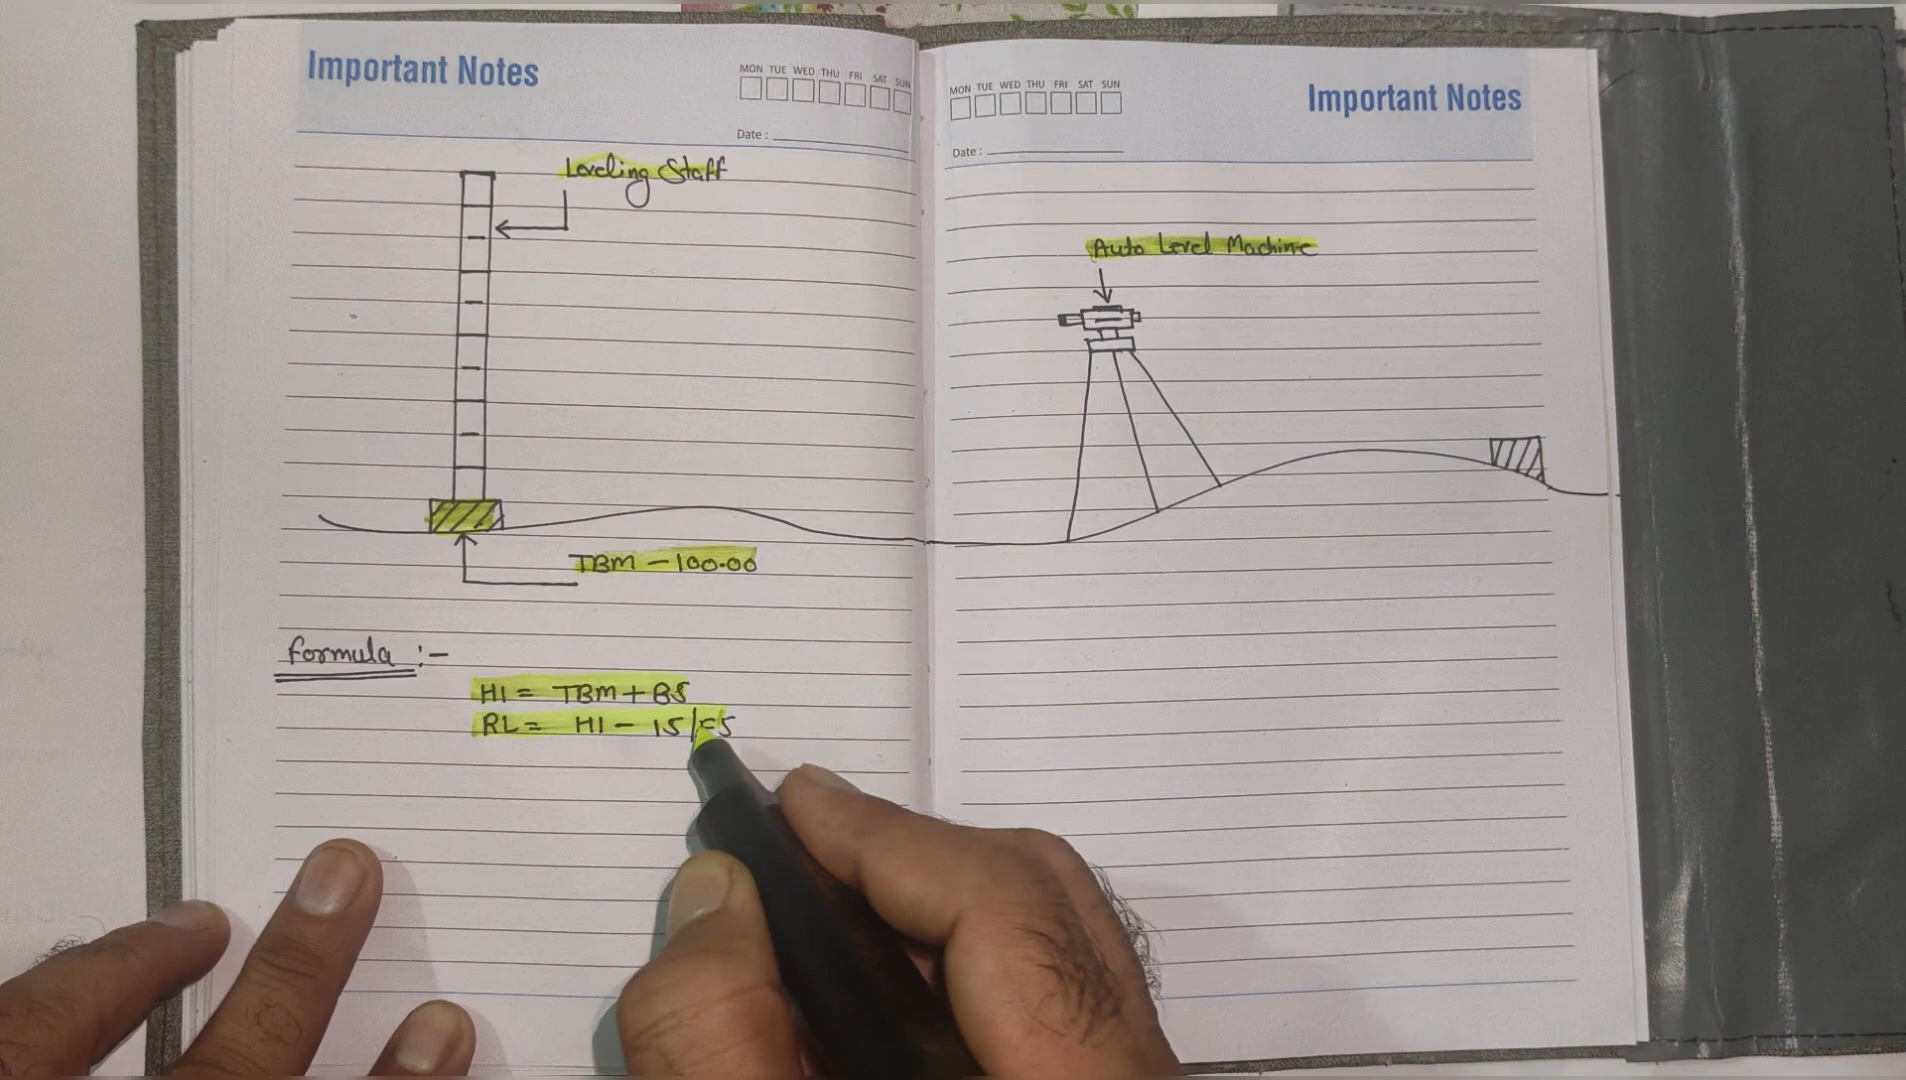 Important Notes
MON TUE WED THU FRI SAT SUN
Date :
Leveling Staff
TBM - 100.00
Formula :-
HI = TBM + BS
RL = HI - IS/FS
Important Notes
MON TUE WED THU FRI SAT SUN
Date :
Auto Level Machine